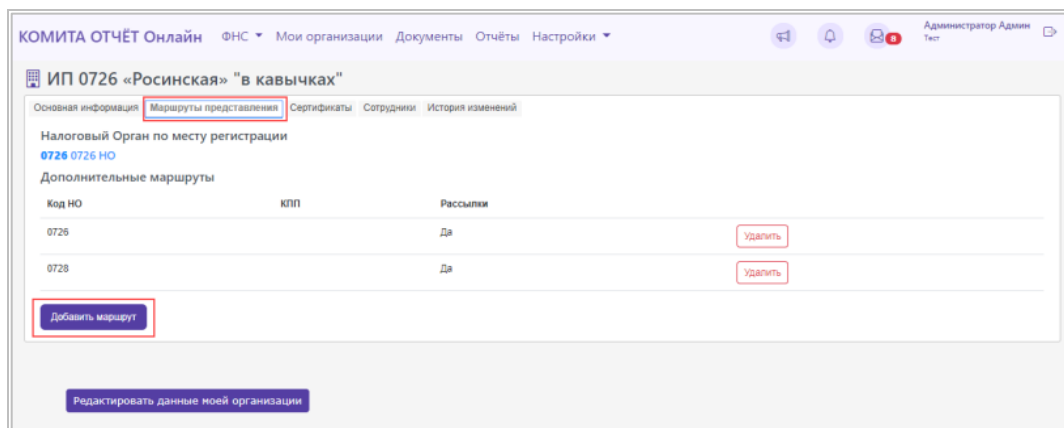 КОМИТА ОТЧЁТ Онлайн ФНС Мои организации Документы Отчёты Настройки 8 Администратор Админ
Тест
ИП 0726 «Росинская» "в кавычках"
Основная информация Маршруты представления Сертификаты Сотрудники История изменений
Налоговый Орган по месту регистрации
0726 0726 НО
Дополнительные маршруты
Код НО КПП Рассылки
0726 Да Удалить
0728 Да Удалить
Добавить маршрут
Редактировать данные моей организации